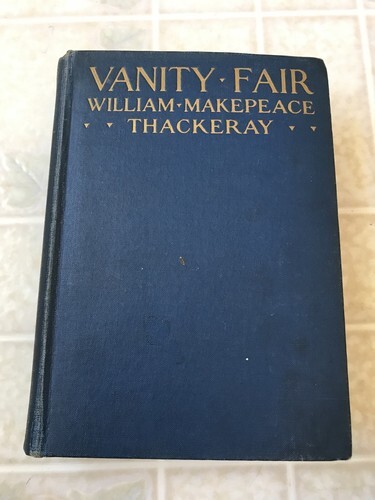 VANITY · FAIR
WILLIAM · MAKEPEACE
THACKERAY